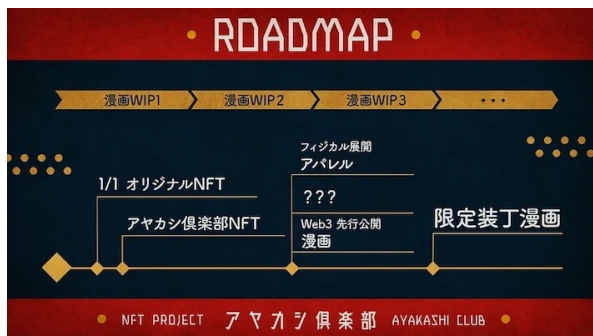 ROADMAP
漫画WIP1 漫画WIP2 漫画WIP3 ・・・
フィジカル展開
アパレル
1/1 オリジナルNFT
???
アヤカシ倶楽部NFT
Web3 先行公開
漫画
限定装丁漫画
NFT PROJECT アヤカシ倶楽部 AYAKASHI CLUB